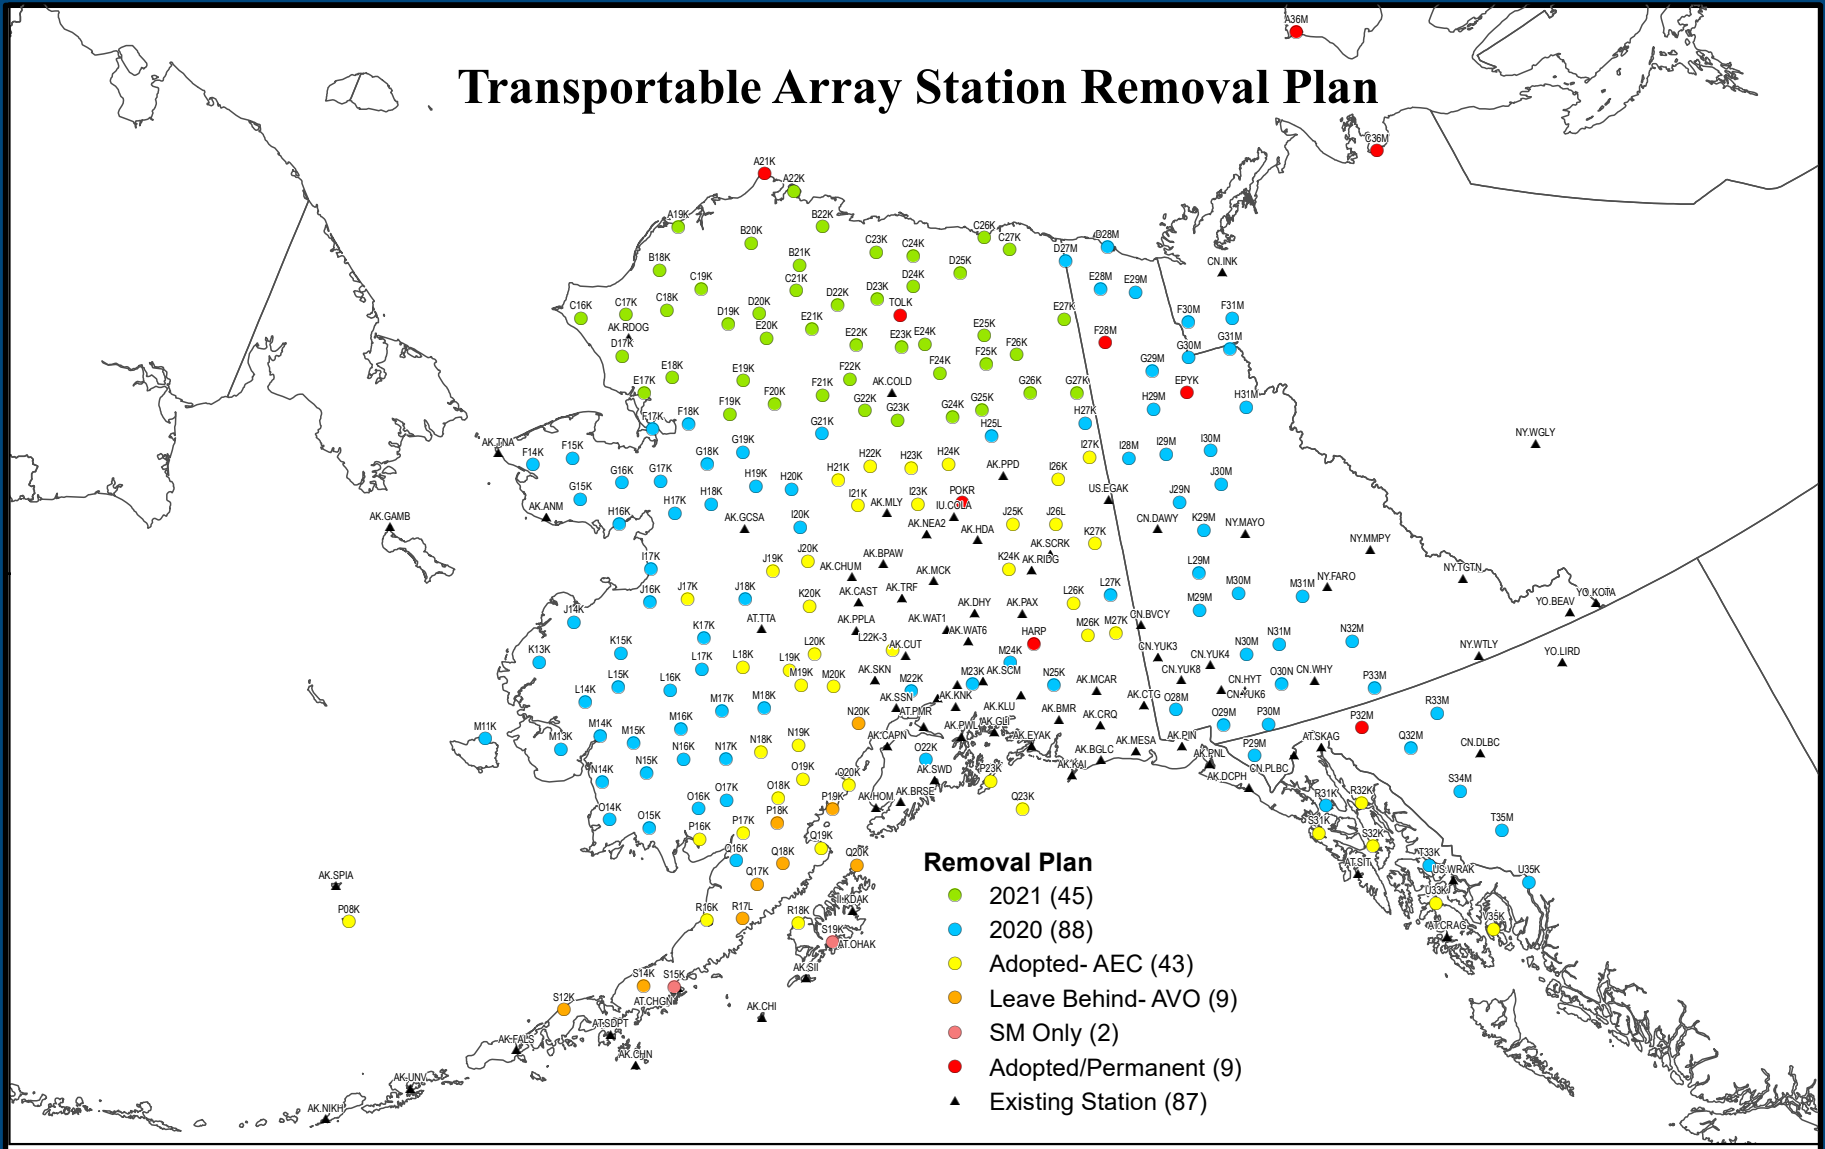 A36M
Transportable Array Station Removal Plan
C36M
A21K
A22K
A19K
B22K
B20K
C26K
C27K
C23K
C24K
D28M
D27M
B21K
B18K
D25K
CN.INK
C19K
C21K
D24K
E28M
E29M
D22K
D23K
C16K
C17K
C18K
D19K
D20K
TOLK
E27K
F30M
F31M
AK.RDOG
E20K
E21K
E22K
E23K
E24K
E25K
F28M
D17K
F26K
G30M
G31M
F24K
F25K
G29M
E18K
E19K
F22K
AK.COLD
EPYK
E17K
F20K
F21K
G26K
G27K
F19K
G22K
G23K
G24K
G25K
H29M
H31M
F17K
F18K
G21K
H25L
H27K
NY.WGLY
AK.TNA
F14K
F15K
G18K
G19K
H22K
H23K
H24K
I27K
I28M
I29M
I30M
G16K
G17K
H19K
H20K
H21K
AK.PPD
I26K
J30M
G15K
H17K
H18K
I21K
I23K
POKR
US.EGAK
J29N
AK.ANM
H16K
AK.GCSA
I20K
AK.MLY
IU.COLA
J25K
J26L
CN.DAWY
K29M
NY.MAYO
AK.GAMB
AK.NEA2
AK.HDA
K27K
AK.SCRK
NY.MMPY
I17K
J19K
J20K
AK.CHUM
AK.BPAW
AK.MCK
K24K
AK.RIDG
L29M
NY.TGTN
J16K
J17K
J18K
K20K
AK.CAST
AK.TRF
L26K
L27K
M30M
M31M
NY.FARO
YO.BEAV
YO.KOTA
J14K
AT.TTA
AK.PPLA
AK.WAT1
AK.DHY
AK.PAX
M29M
CN.BVCY
K17K
L22K-3
AK.CUT
AK.WAT6
HARP
M26K
M27K
K13K
K15K
L17K
L18K
L19K
L20K
M24K
CN.YUK3
CN.YUK4
N30M
N31M
N32M
NY.WTLY
YO.LIRD
L14K
L15K
L16K
M19K
M20K
AK.SKN
M22K
M23K
AK.SCM
N25K
AK.MCAR
CN.YUK8
CN.HYT
O30N
CN.WHY
P33M
M17K
M18K
AK.SSN
AK.KNK
AK.KLU
AK.BMR
AK.CTG
O28M
CN.YUK6
M11K
M13K
M14K
M15K
M16K
N20K
AT.PMR
AK.PWL
AK.GLI
AK.CRQ
O29M
P30M
P32M
R33M
N15K
N16K
N17K
N18K
N19K
AK.CAPN
O22K
AK.EYAK
AK.BGLC
AK.MESA
AK.PIN
P29M
AT.SKAG
Q32M
CN.DLBC
N14K
O19K
O20K
AK.SWD
P23K
AK.KAI
AK.PNL
AK.DCPH
CN.PLBC
S34M
O14K
O15K
O16K
O17K
O18K
P19K
AK.HOM
AK.BRSE
Q23K
R31K
R32K
P16K
P17K
P18K
Q19K
S31K
S32K
T35M
Q16K
Q18K
Q20K
AT.SIT
T33K
US.WRAK
U35K
AK.SPIA
Q17K
II.KDAK
U33K
P08K
R16K
R17L
R18K
S19K
AT.OHAK
AT.CRAG
V35K
S14K
S15K
AK.SII
S12K
AT.CHGN
AK.CHI
AT.SDPT
AK.FALS
AK.CHN
AK.UNV
AK.NIKH
Removal Plan
2021 (45)
2020 (88)
Adopted- AEC (43)
Leave Behind- AVO (9)
SM Only (2)
Adopted/Permanent (9)
Existing Station (87)